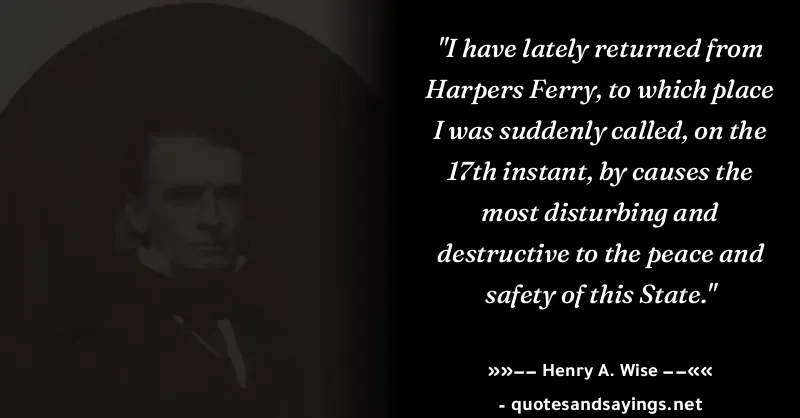 "I have lately returned from
Harpers Ferry, to which place
I was suddenly called, on the
17th instant, by causes the
most disturbing and
destructive to the peace and
safety of this State."
»»–– Henry A. Wise ––««
- quotesandsayings.net